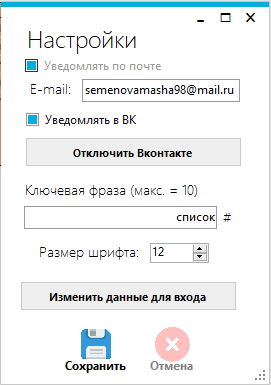 Настройки
Уведомлять по почте
E-mail: semenovamasha98@mail.ru
Уведомлять в ВК
Отключить Вконтакте
Ключевая фраза (макс. = 10)
список #
Размер шрифта: 12
Изменить данные для входа
Сохранить Отмена